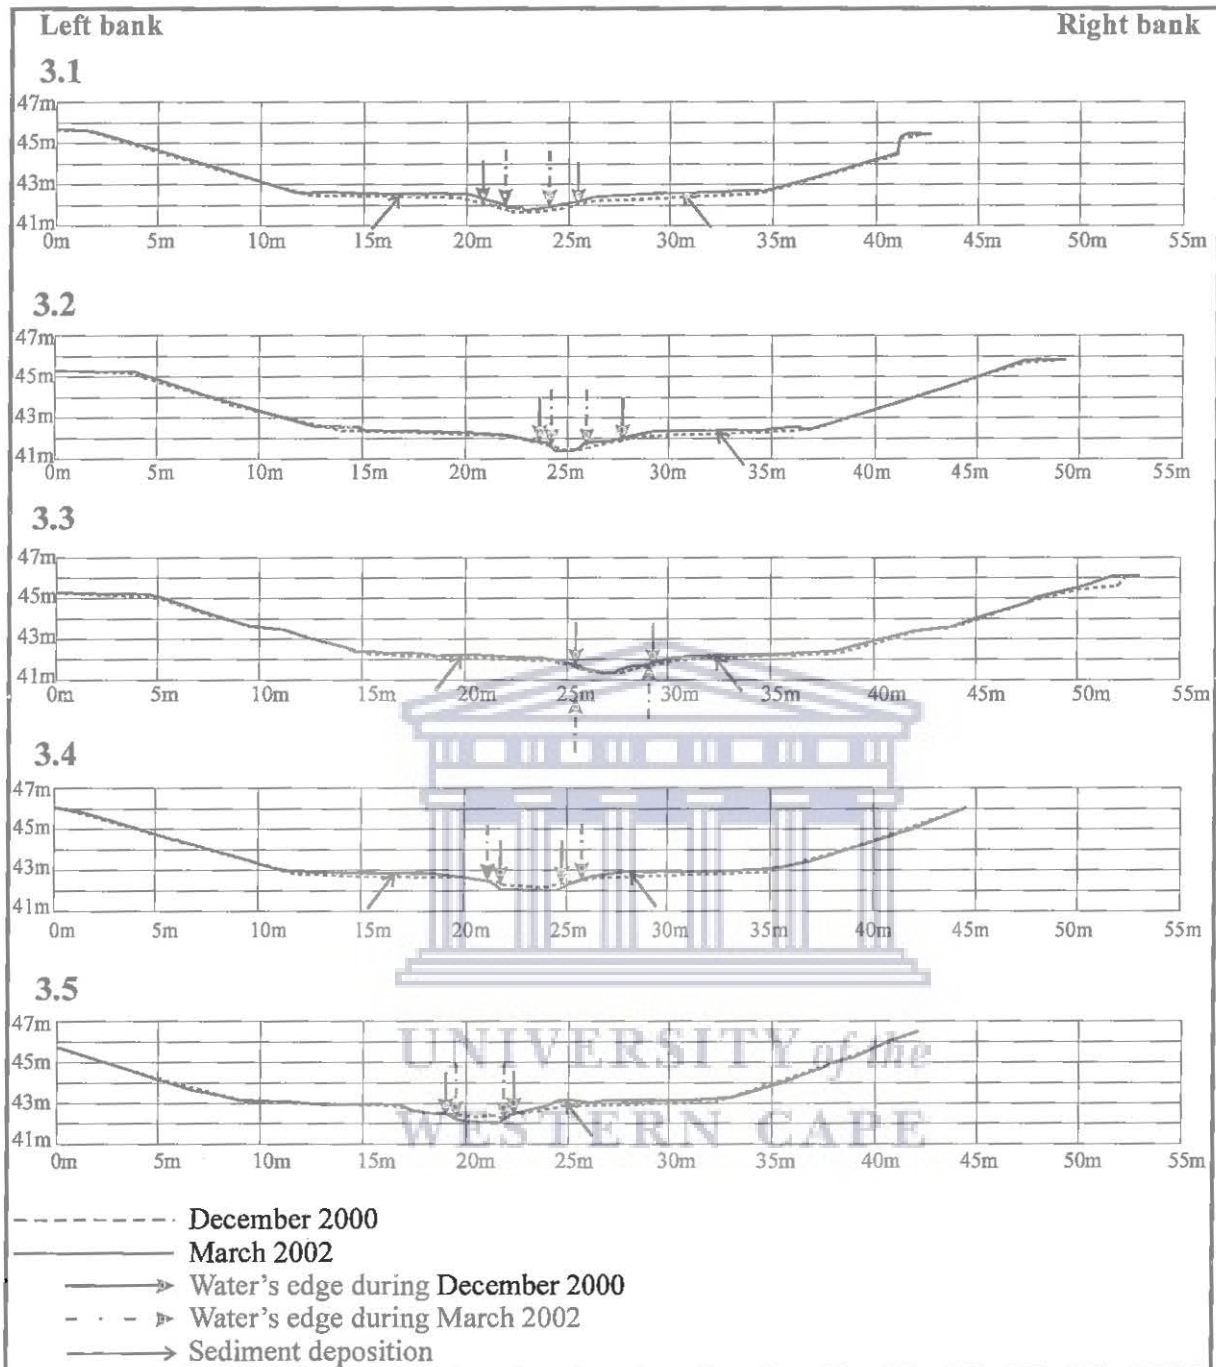 Left bank Right bank
3.1
47m
45m
43m
41m
0m 5m 10m 15m 20m 25m 30m 35m 40m 45m 50m 55m
3.2
47m
45m
43m
41m
0m 5m 10m 15m 20m 25m 30m 35m 40m 45m 50m 55m
3.3
47m
45m
43m
41m
0m 5m 10m 15m 20m 25m 30m 35m 40m 45m 50m 55m
3.4
47m
45m
43m
41m
0m 5m 10m 15m 20m 25m 30m 35m 40m 45m 50m 55m
3.5
47m
45m
43m
41m
0m 5m 10m 15m 20m 25m 30m 35m 40m 45m 50m 55m
UNIVERSITY of the
WESTERN CAPE
December 2000
March 2002
Water's edge during December 2000
Water's edge during March 2002
Sediment deposition